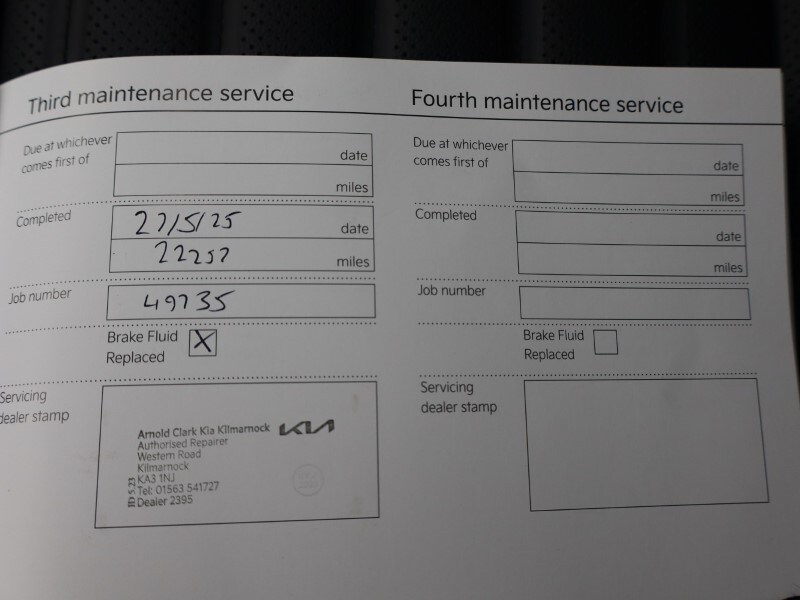 Third maintenance service
Due at whichever
comes first of
date
miles
Completed
27/5/25 date
22257 miles
Job number
49735
Brake Fluid
Replaced X
Servicing
dealer stamp
Arnold Clark Kia Kilmarnock KIA
Authorised Repairer
Western Road
Kilmarnock
KA3 1NJ
Tel: 01563 541727
Dealer 2395
ID 5.23
Fourth maintenance service
Due at whichever
comes first of
date
miles
Completed
date
miles
Job number
Brake Fluid
Replaced
Servicing
dealer stamp